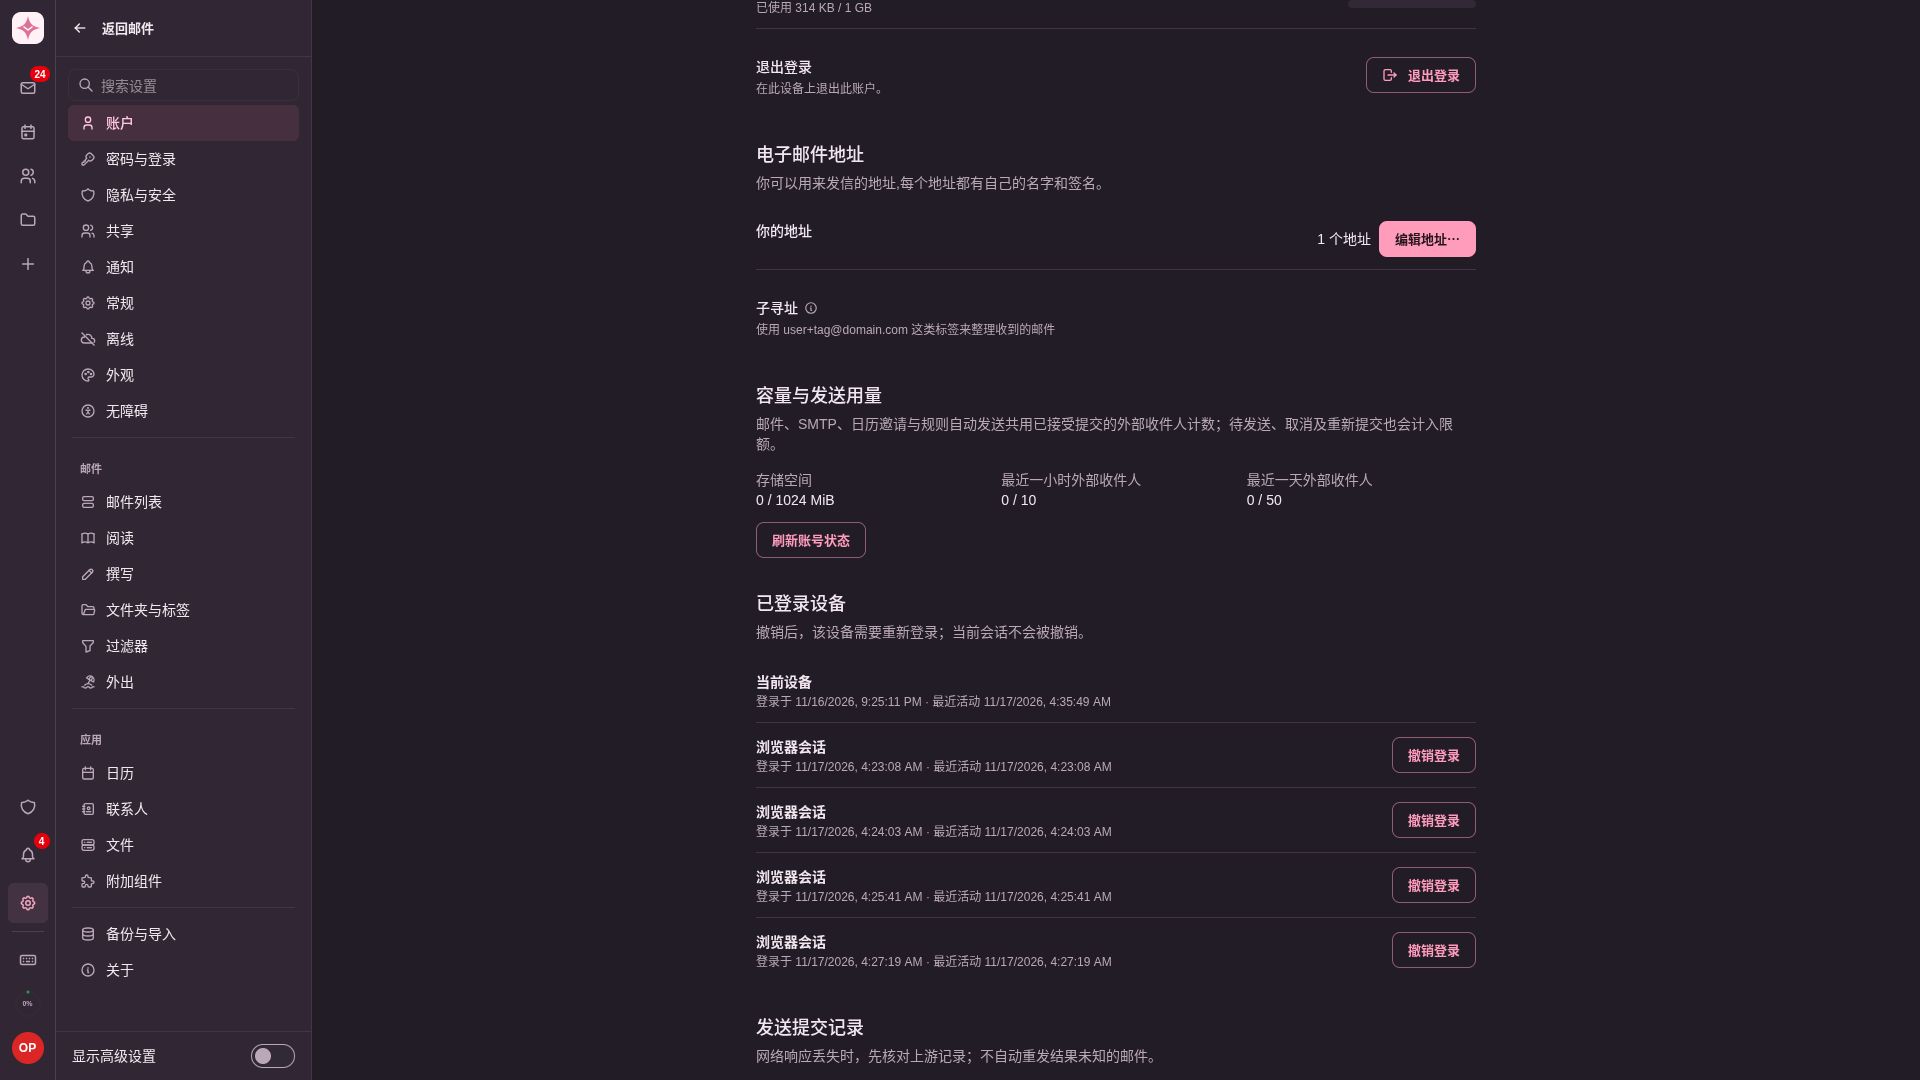 返回邮件
24
搜索设置
账户
密码与登录
隐私与安全
共享
通知
常规
离线
外观
无障碍
邮件
邮件列表
阅读
撰写
文件夹与标签
过滤器
外出
应用
日历
联系人
文件
附加组件
备份与导入
关于
显示高级设置
4
0%
OP
已使用 314 KB / 1 GB
退出登录
在此设备上退出此账户。
退出登录
电子邮件地址
你可以用来发信的地址,每个地址都有自己的名字和签名。
你的地址
1 个地址
编辑地址…
子寻址
使用 user+tag@domain.com 这类标签来整理收到的邮件
容量与发送用量
邮件、SMTP、日历邀请与规则自动发送共用已接受提交的外部收件人计数；待发送、取消及重新提交也会计入限
额。
存储空间
0 / 1024 MiB
最近一小时外部收件人
0 / 10
最近一天外部收件人
0 / 50
刷新账号状态
已登录设备
撤销后，该设备需要重新登录；当前会话不会被撤销。
当前设备
登录于 11/16/2026, 9:25:11 PM · 最近活动 11/17/2026, 4:35:49 AM
浏览器会话
登录于 11/17/2026, 4:23:08 AM · 最近活动 11/17/2026, 4:23:08 AM
撤销登录
浏览器会话
登录于 11/17/2026, 4:24:03 AM · 最近活动 11/17/2026, 4:24:03 AM
撤销登录
浏览器会话
登录于 11/17/2026, 4:25:41 AM · 最近活动 11/17/2026, 4:25:41 AM
撤销登录
浏览器会话
登录于 11/17/2026, 4:27:19 AM · 最近活动 11/17/2026, 4:27:19 AM
撤销登录
发送提交记录
网络响应丢失时，先核对上游记录；不自动重发结果未知的邮件。